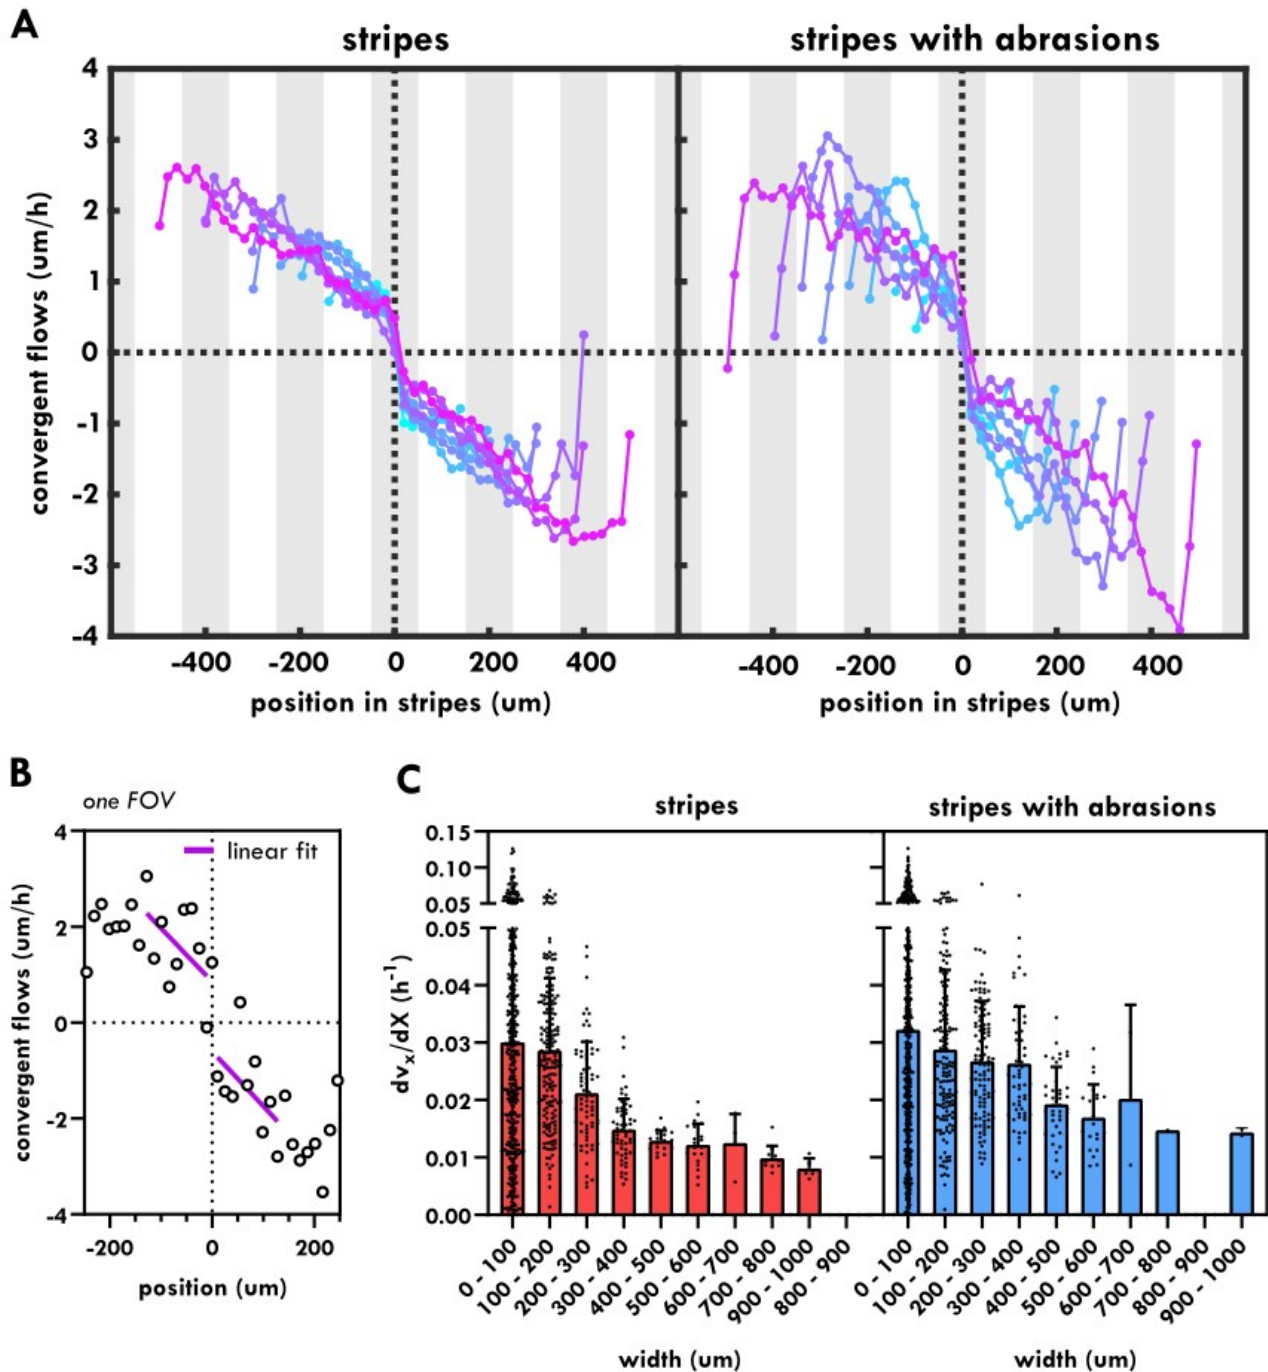 A
stripes
stripes with abrasions
4
3
2
1
0
-1
-2
-3
-4
convergent flows (um/h)
-400 -200 0 200 400
-400 -200 0 200 400
position in stripes (um)
position in stripes (um)
B
one FOV
linear fit
4
2
0
-2
-4
convergent flows (um/h)
-200 0 200
position (um)
C
stripes
stripes with abrasions
0.15
0.10
0.05
0.05
0.04
0.03
0.02
0.01
0.00
dvx/dX (h-1)
0 - 100
100 - 200
200 - 300
300 - 400
400 - 500
500 - 600
600 - 700
700 - 800
900 - 1000
800 - 900
0 - 100
100 - 200
200 - 300
300 - 400
400 - 500
500 - 600
600 - 700
700 - 800
800 - 900
900 - 1000
width (um)
width (um)